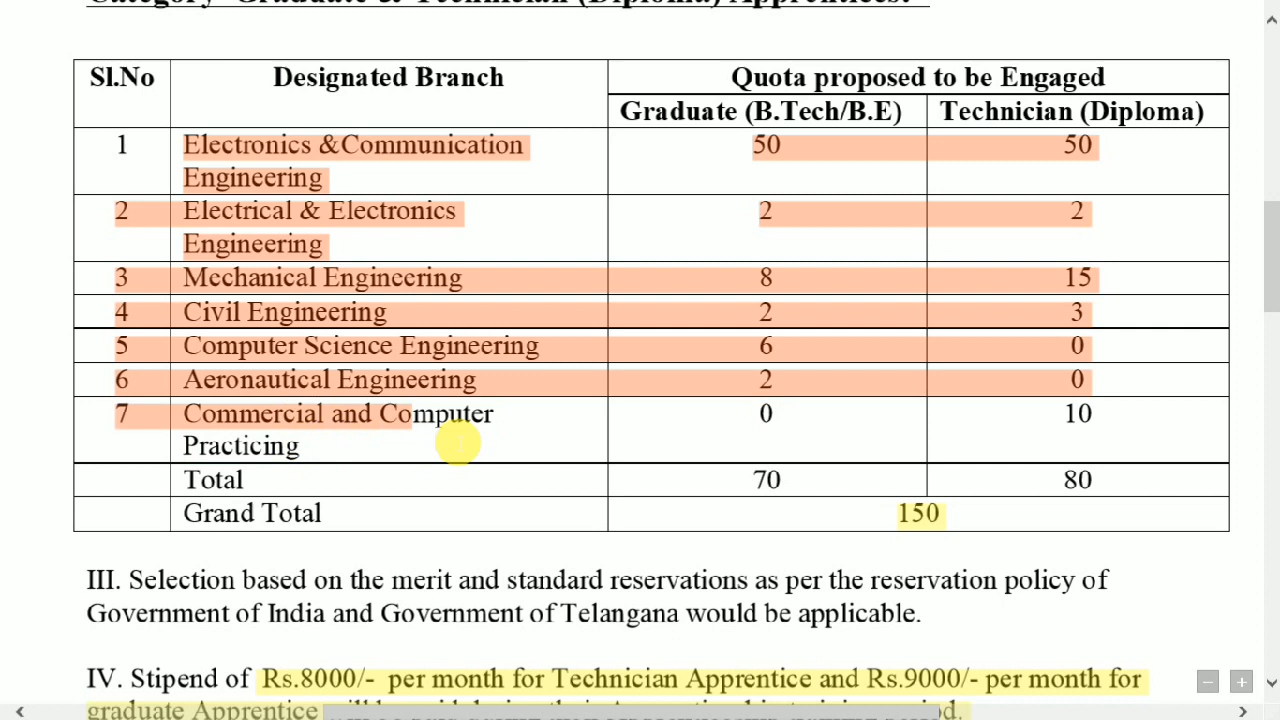 Category- Graduate & Technician (Diploma) Apprentices:
Sl.No Designated Branch Quota proposed to be Engaged
Graduate (B.Tech/B.E) Technician (Diploma)
1 Electronics &Communication 50 50
Engineering
2 Electrical & Electronics 2 2
Engineering
3 Mechanical Engineering 8 15
4 Civil Engineering 2 3
5 Computer Science Engineering 6 0
6 Aeronautical Engineering 2 0
7 Commercial and Computer 0 10
Practicing
Total 70 80
Grand Total 150
III. Selection based on the merit and standard reservations as per the reservation policy of
Government of India and Government of Telangana would be applicable.
IV. Stipend of Rs.8000/- per month for Technician Apprentice and Rs.9000/- per month for
graduate Apprentice